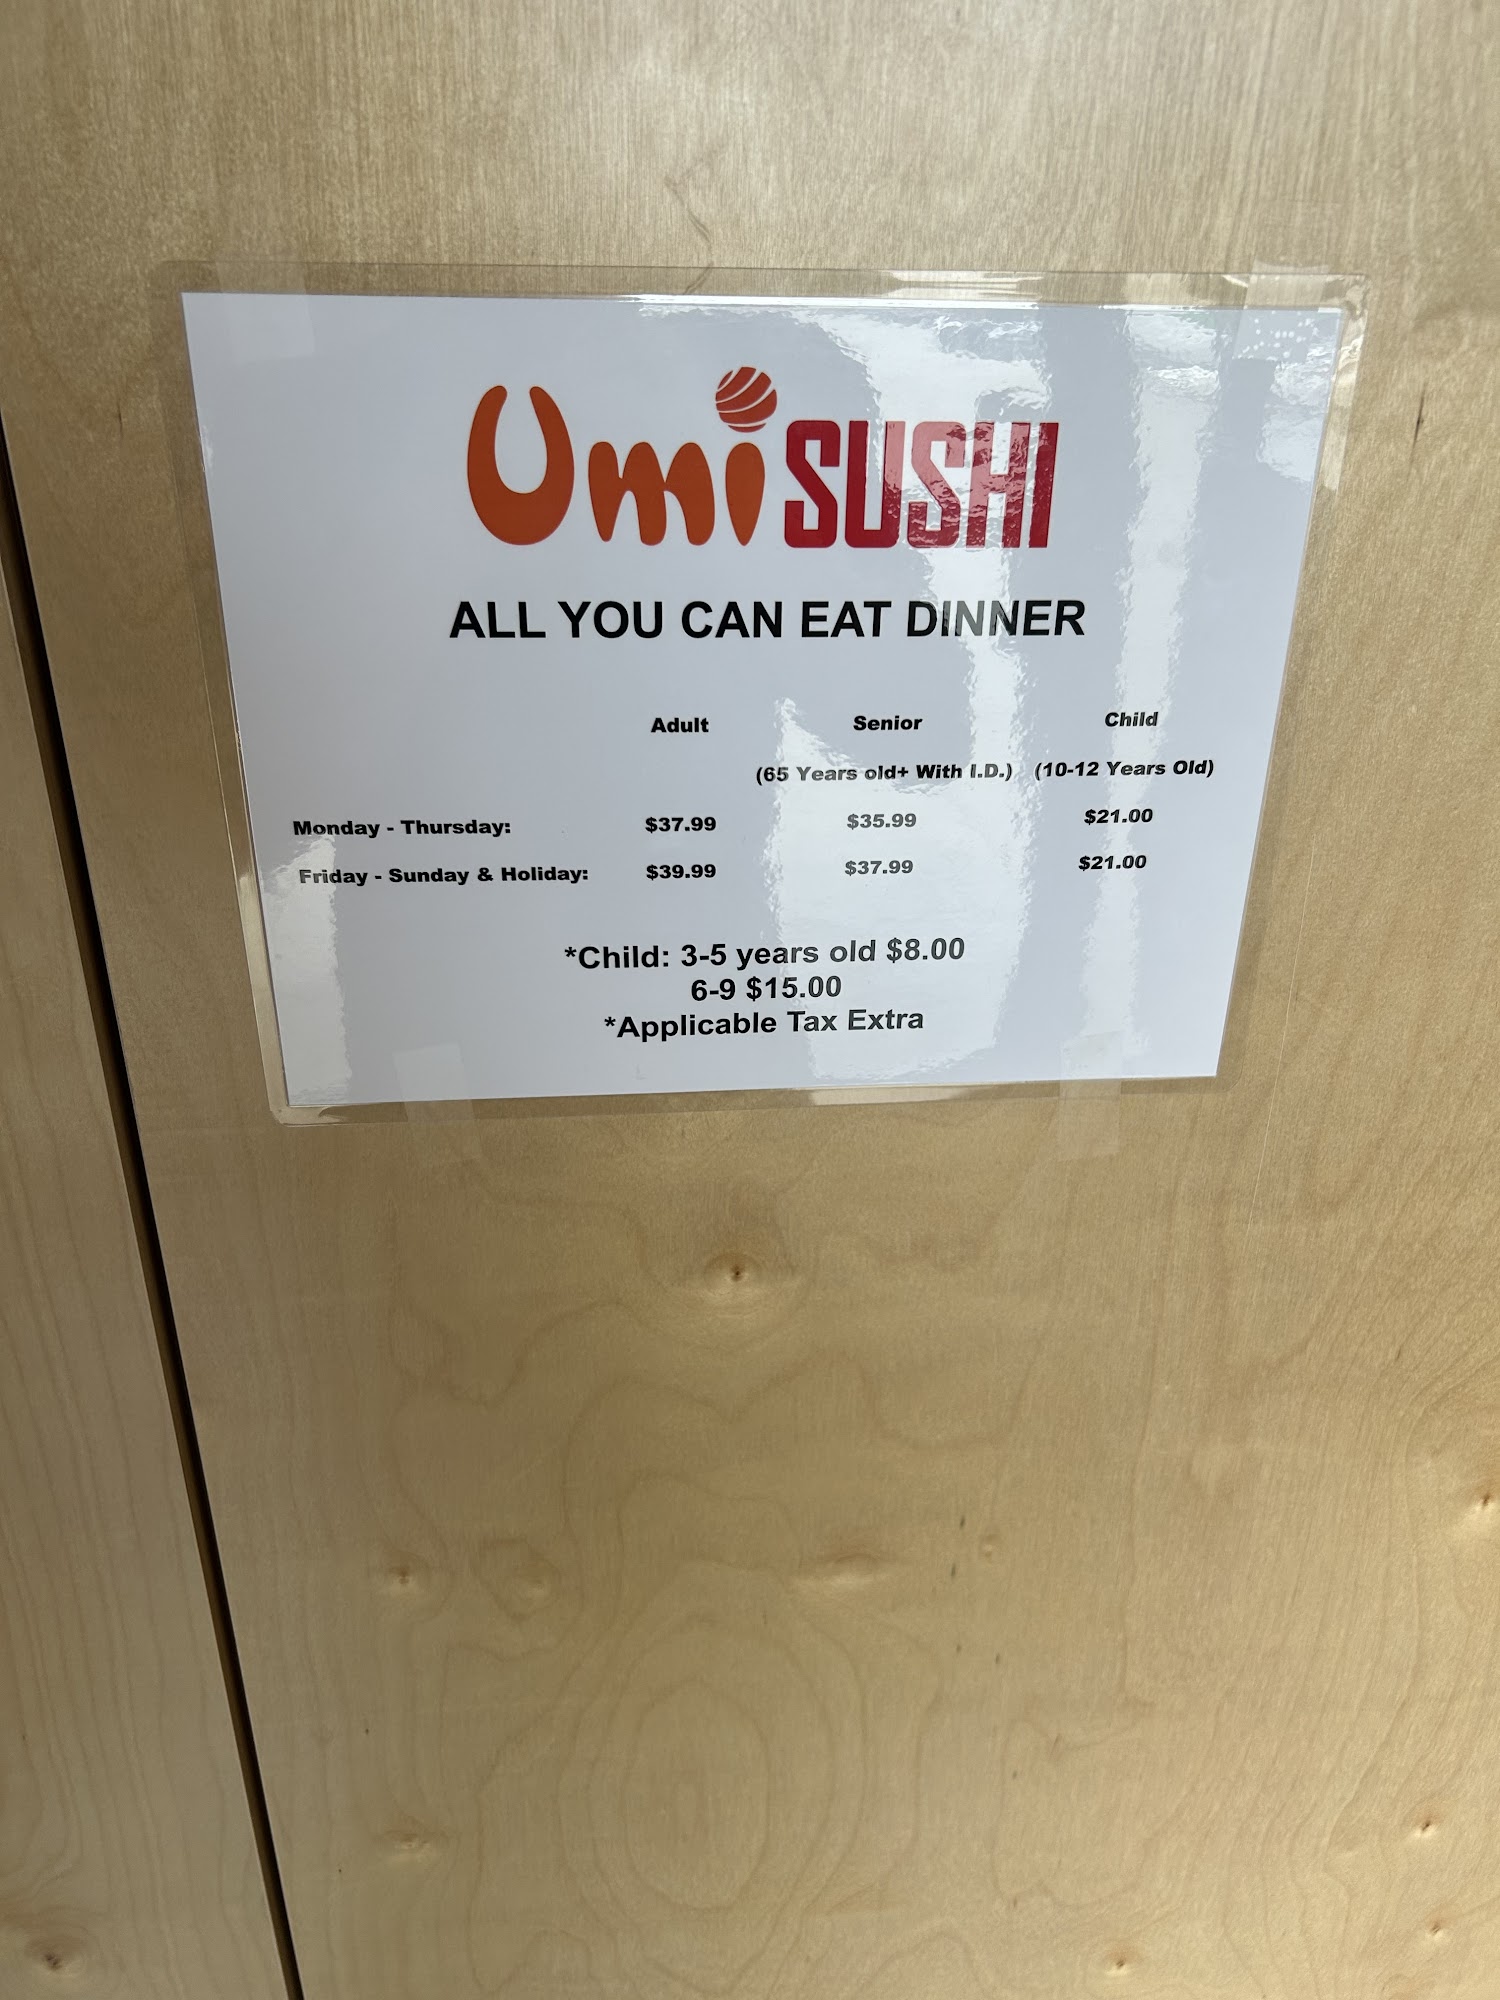 Umi SUSHI
ALL YOU CAN EAT DINNER
Adult Senior Child
(65 Years old+ With I.D.) (10-12 Years Old)
Monday - Thursday: $37.99 $35.99 $21.00
Friday - Sunday & Holiday: $39.99 $37.99 $21.00
*Child: 3-5 years old $8.00
6-9 $15.00
*Applicable Tax Extra